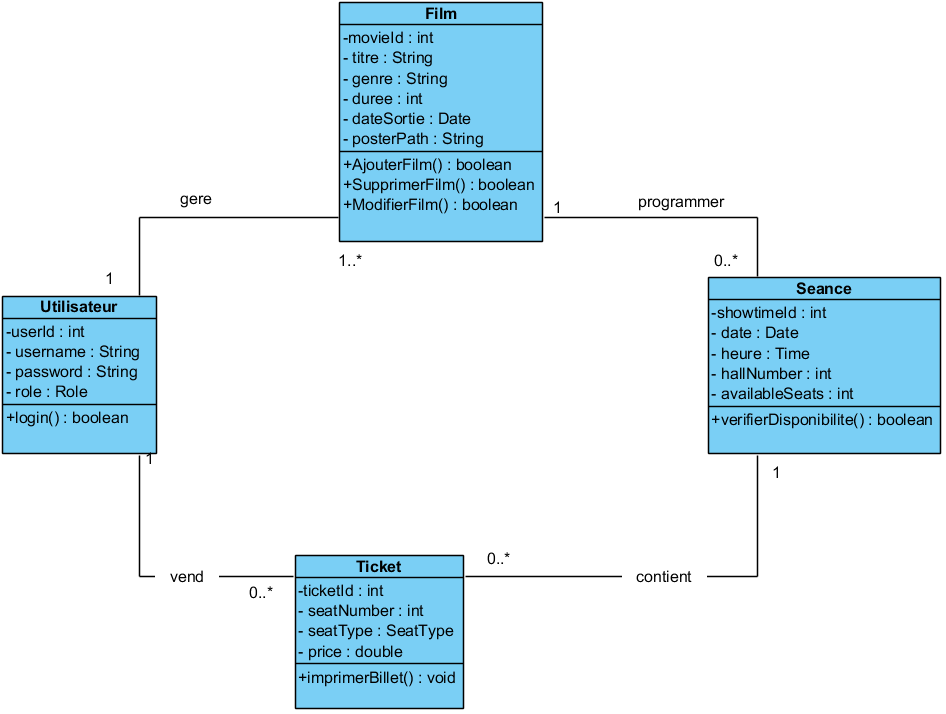 Film
-movieId : int
- titre : String
- genre : String
- duree : int
- dateSortie : Date
- posterPath : String
+AjouterFilm() : boolean
+SupprimerFilm() : boolean
+ModifierFilm() : boolean
gere
1
programmer
1..*
0..*
1
Utilisateur
-userId : int
- username : String
- password : String
- role : Role
+login() : boolean
1
Seance
-showtimeId : int
- date : Date
- heure : Time
- hallNumber : int
- availableSeats : int
+verifierDisponibilite() : boolean
1
vend
0..*
0..*
contient
Ticket
-ticketId : int
- seatNumber : int
- seatType : SeatType
- price : double
+imprimerBillet() : void